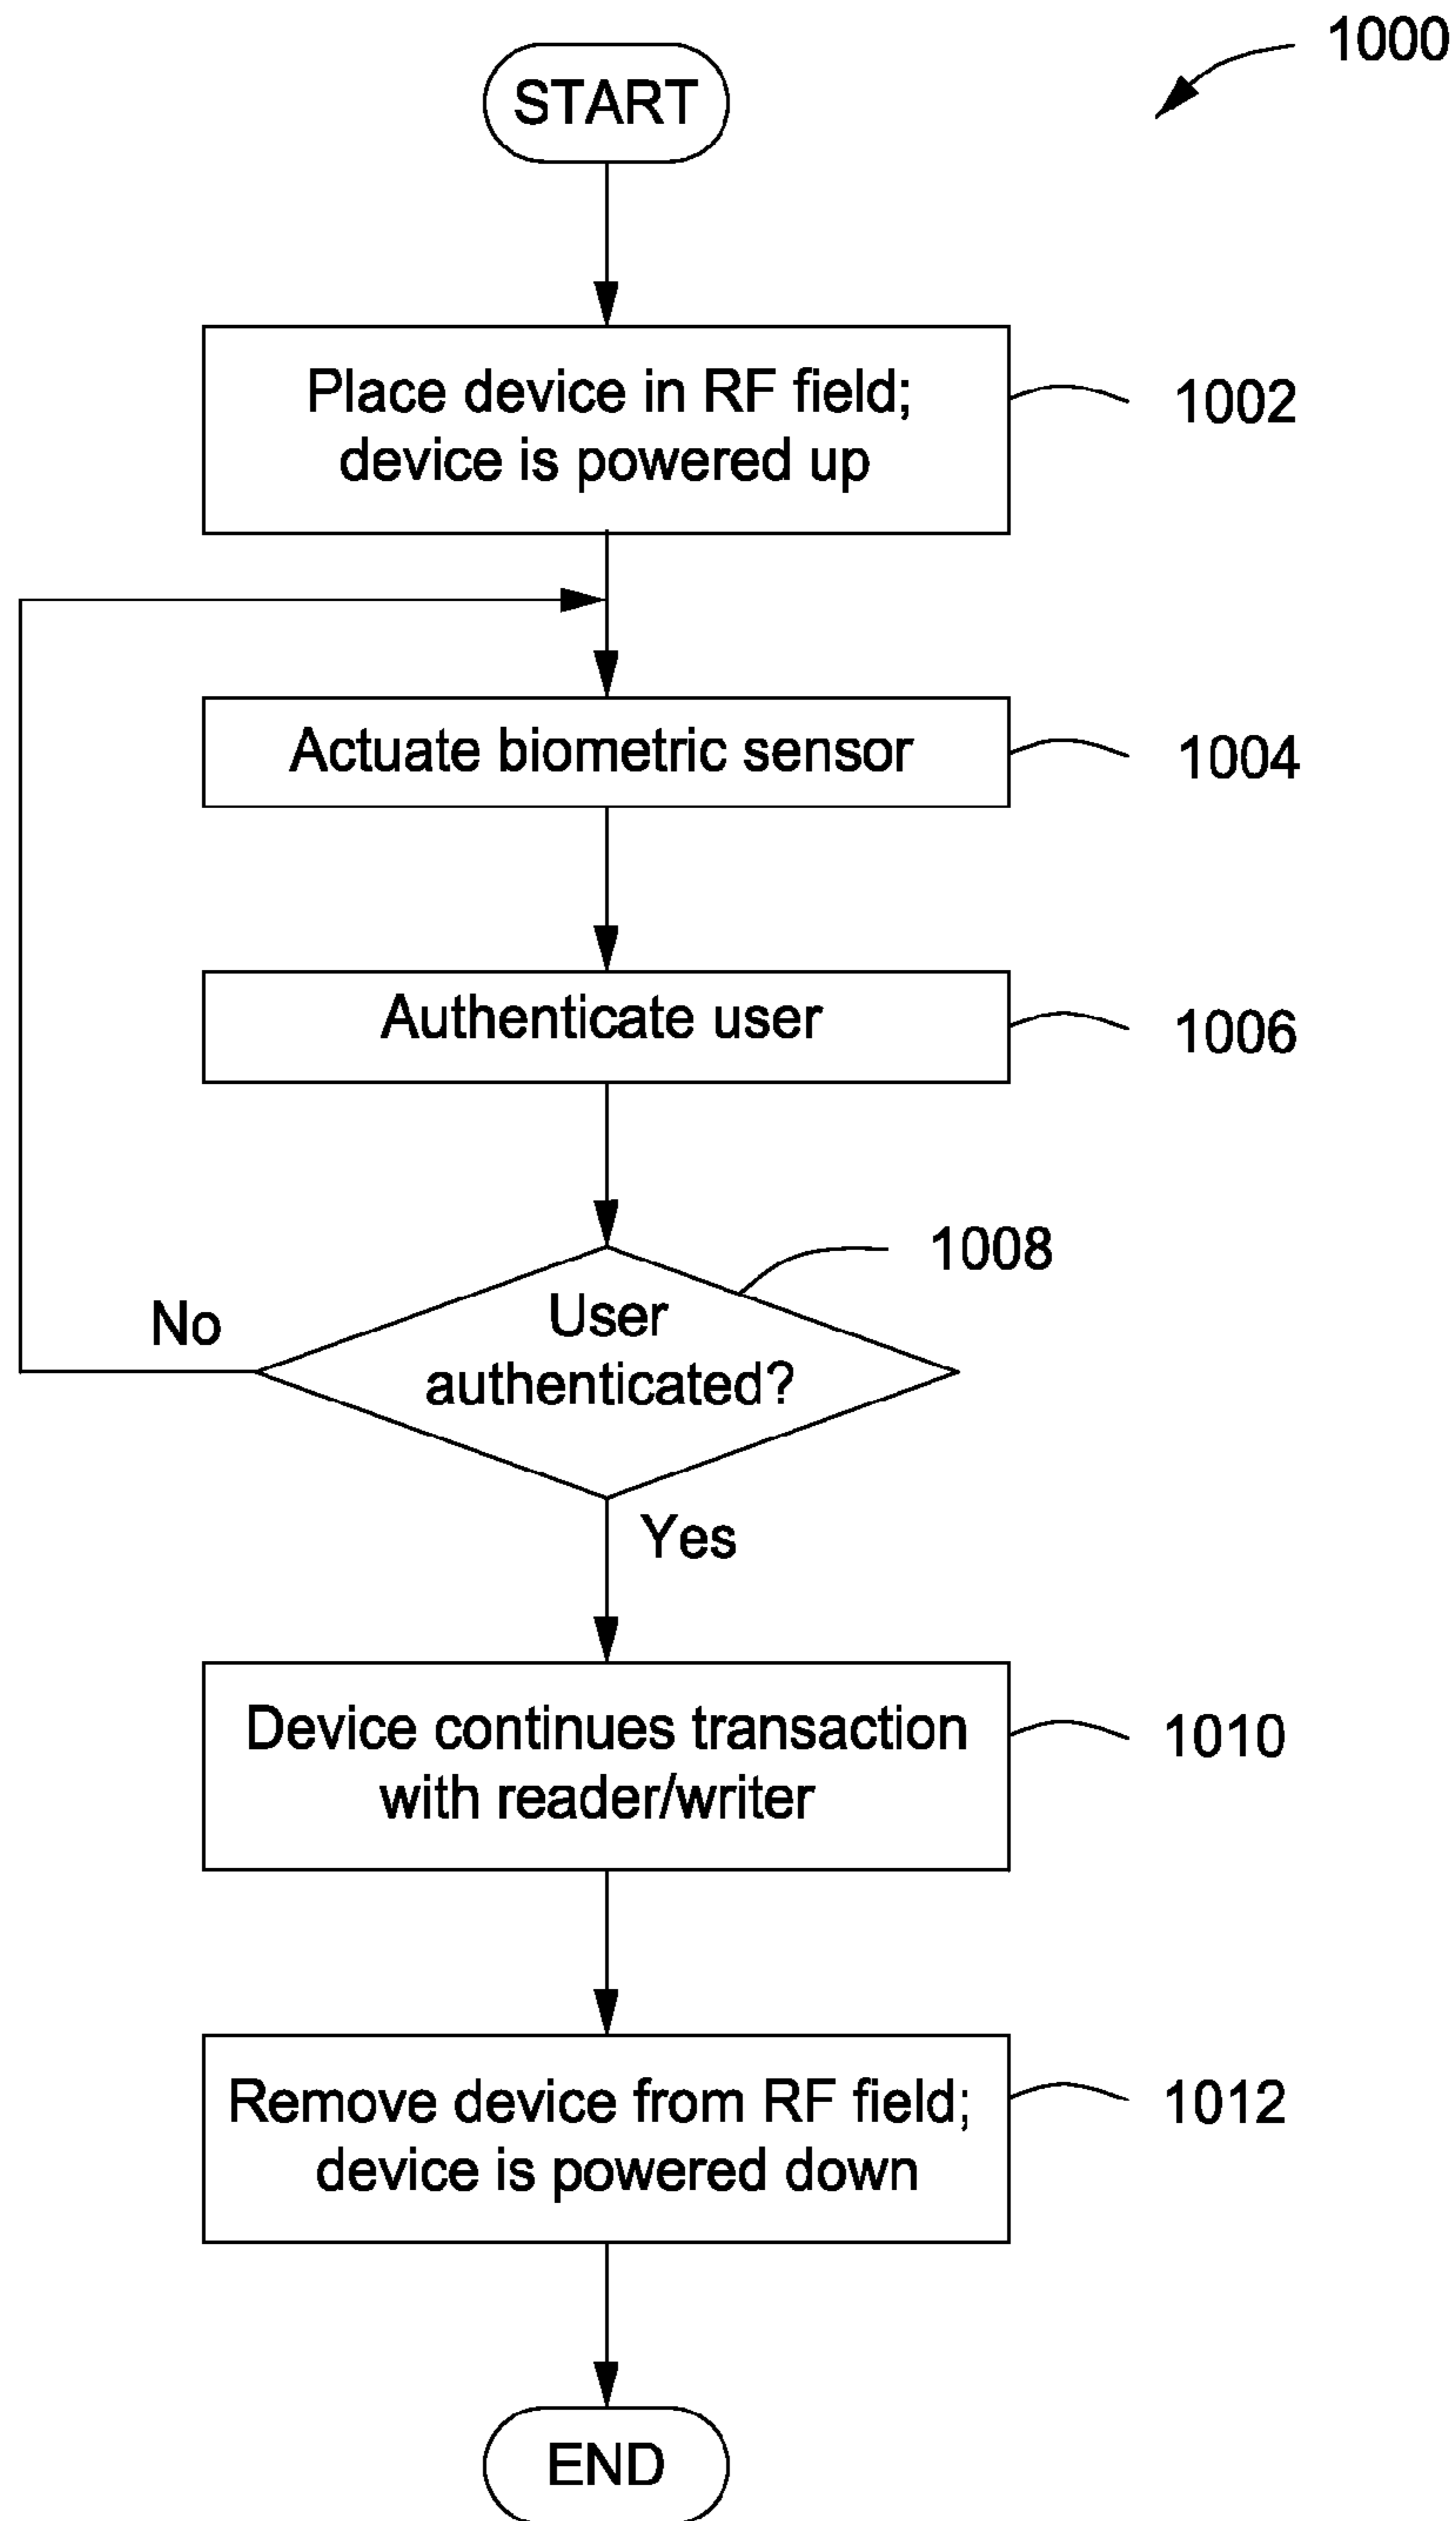 1000
START
Place device in RF field;
device is powered up
1002
Actuate biometric sensor
1004
Authenticate user
1006
1008
User
authenticated?
No
Yes
Device continues transaction
with reader/writer
1010
Remove device from RF field;
device is powered down
1012
END